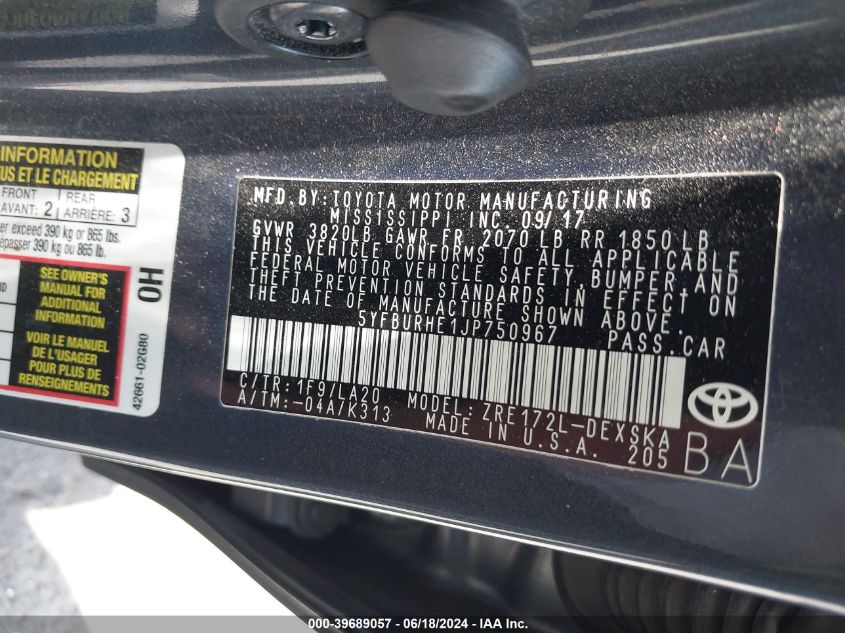 INFORMATION
US ET LE CHARGEMENT
FRONT
AVANT: 2
REAR
ARRIÈRE: 3
er exceed 390 kg or 865 lbs.
épasser 390 kg ou 865 lb.
SEE OWNER'S
MANUAL FOR
ADDITIONAL
INFORMATION
VOIR LE MANUEL
DE L'USAGER
POUR PLUS DE
RENSEIGNEMENTS
OH
42661-02G80
MFD. BY: TOYOTA MOTOR MANUFACTURING
MISSISSIPPI, INC. 09/17
GVWR 3820LB GAWR FR 2070 LB RR 1850 LB
THIS VEHICLE CONFORMS TO ALL APPLICABLE
FEDERAL MOTOR VEHICLE SAFETY, BUMPER, AND
THEFT PREVENTION STANDARDS IN EFFECT ON
THE DATE OF MANUFACTURE SHOWN ABOVE.
5YFBURHE1JP750967 PASS. CAR
C/TR: 1F9/LA20 MODEL: ZRE172L-DEXSKA
A/TM: -04A/K313 MADE IN U.S.A. 205
BA
000-39689057 - 06/18/2024 - IAA Inc.